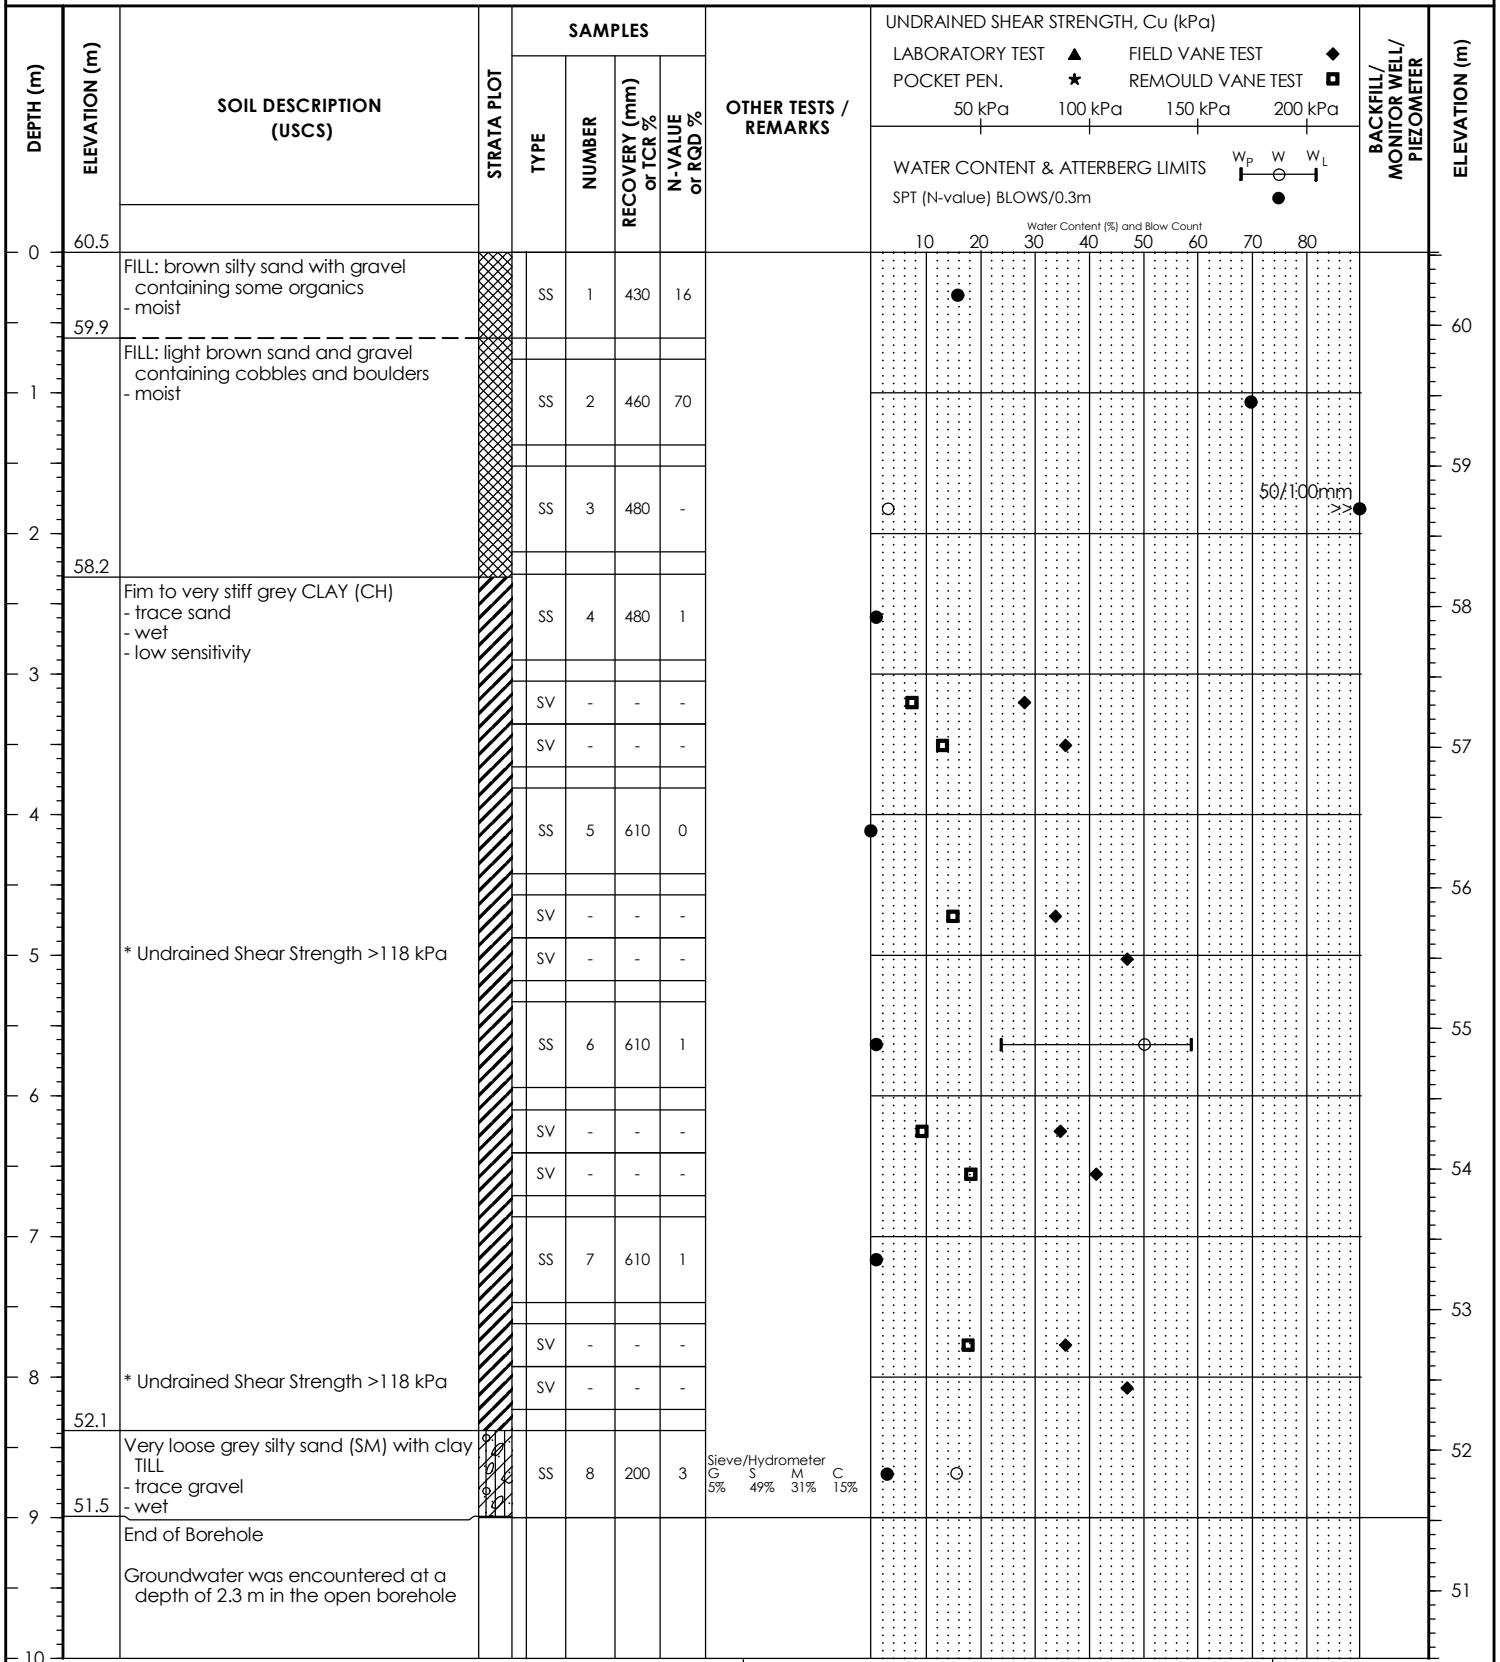 DEPTH (m)
ELEVATION (m)
SOIL DESCRIPTION
(USCS)
STRATA PLOT
SAMPLES
TYPE
NUMBER
RECOVERY (mm)
or TCR %
N-VALUE
or RQD %
OTHER TESTS /
REMARKS
UNDRAINED SHEAR STRENGTH, Cu (kPa)
LABORATORY TEST ▲ FIELD VANE TEST ◆
POCKET PEN. ★ REMOULD VANE TEST
50 kPa 100 kPa 150 kPa 200 kPa
WATER CONTENT & ATTERBERG LIMITS
WP W WL
SPT (N-value) BLOWS/0.3m ●
Water Content (%) and Blow Count
10 20 30 40 50 60 70 80
BACKFILL/
MONITOR WELL/
PIEZOMETER
ELEVATION (m)
0 60.5
FILL: brown silty sand with gravel
containing some organics
- moist
SS 1 430 16
59.9
60
FILL: light brown sand and gravel
containing cobbles and boulders
1 - moist
SS 2 460 70
59
50/100mm
SS 3 480 -
>>
2
58.2
Fim to very stiff grey CLAY (CH)
- trace sand
- wet
- low sensitivity
SS 4 480 1
58
3
SV - - -
SV - - -
57
4
SS 5 610 0
56
SV - - -
5 * Undrained Shear Strength >118 kPa
SV - - -
55
SS 6 610 1
6
SV - - -
54
SV - - -
7
SS 7 610 1
53
SV - - -
8 * Undrained Shear Strength >118 kPa
SV - - -
52.1
Very loose grey silty sand (SM) with clay
TILL
- trace gravel
- wet
52
SS 8 200 3
Sieve/Hydrometer
G S M C
5% 49% 31% 15%
51.5
9
End of Borehole
Groundwater was encountered at a
depth of 2.3 m in the open borehole
51
10